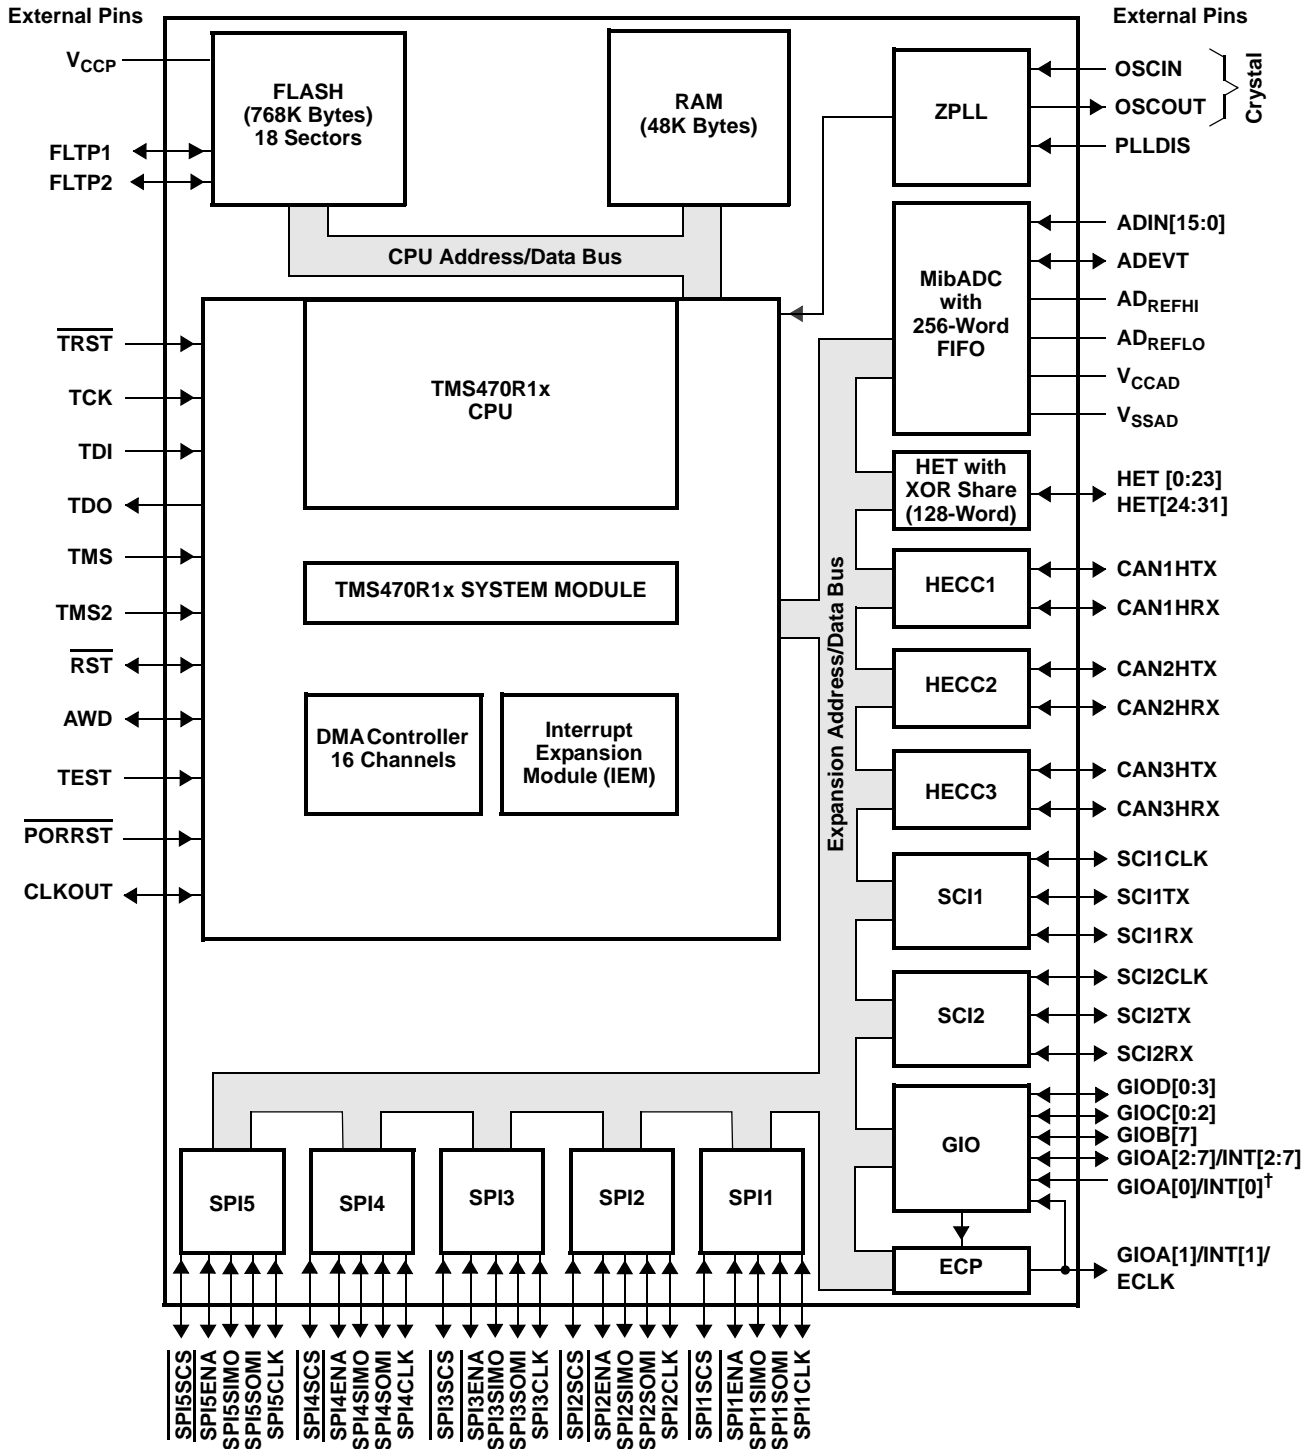 External Pins
External Pins
VCCP
FLTP1
FLTP2
FLASH
(768K Bytes)
18 Sectors
RAM
(48K Bytes)
ZPLL
OSCIN
OSCOUT
Crystal
PLLDIS
CPU Address/Data Bus
MibADC
with
256-Word
FIFO
ADIN[15:0]
ADEVT
ADREFHI
ADREFLO
VCCAD
VSSAD
TRST
TCK
TDI
TDO
TMS
TMS2
RST
AWD
TEST
PORRST
CLKOUT
TMS470R1x
CPU
TMS470R1x SYSTEM MODULE
DMA Controller
16 Channels
Interrupt
Expansion
Module (IEM)
Expansion Address/Data Bus
HET with
XOR Share
(128-Word)
HET [0:23]
HET[24:31]
HECC1
CAN1HTX
CAN1HRX
HECC2
CAN2HTX
CAN2HRX
HECC3
CAN3HTX
CAN3HRX
SCI1
SCI1CLK
SCI1TX
SCI1RX
SCI2
SCI2CLK
SCI2TX
SCI2RX
GIO
GIOD[0:3]
GIOC[0:2]
GIOB[7]
GIOA[2:7]/INT[2:7]
GIOA[0]/INT[0]†
ECP
GIOA[1]/INT[1]/
ECLK
SPI5
SPI4
SPI3
SPI2
SPI1
SPI5SCS
SPI5ENA
SPI5SIMO
SPI5SOMI
SPI5CLK
SPI4SCS
SPI4ENA
SPI4SIMO
SPI4SOMI
SPI4CLK
SPI3SCS
SPI3ENA
SPI3SIMO
SPI3SOMI
SPI3CLK
SPI2SCS
SPI2ENA
SPI2SIMO
SPI2SOMI
SPI2CLK
SPI1SCS
SPI1ENA
SPI1SIMO
SPI1SOMI
SPI1CLK